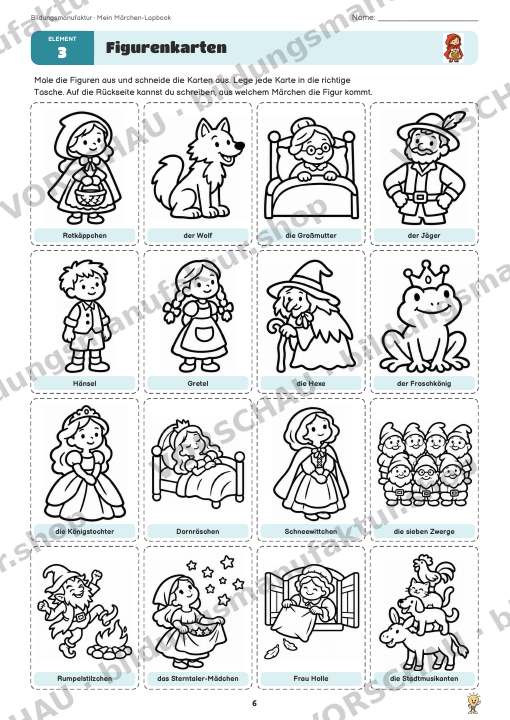 Bildungsmanufaktur · Mein Märchen-Lapbook
Name:
ELEMENT
3
Figurenkarten
Male die Figuren aus und schneide die Karten aus. Lege jede Karte in die richtige
Tasche. Auf die Rückseite kannst du schreiben, aus welchem Märchen die Figur kommt.
Rotkäppchen
der Wolf
die Großmutter
der Jäger
Hänsel
Gretel
die Hexe
der Froschkönig
die Königstochter
Dornröschen
Schneewittchen
die sieben Zwerge
Rumpelstilzchen
das Sterntaler-Mädchen
Frau Holle
die Stadtmusikanten
6
VORSCHAU · bildungsmanufaktur.shop